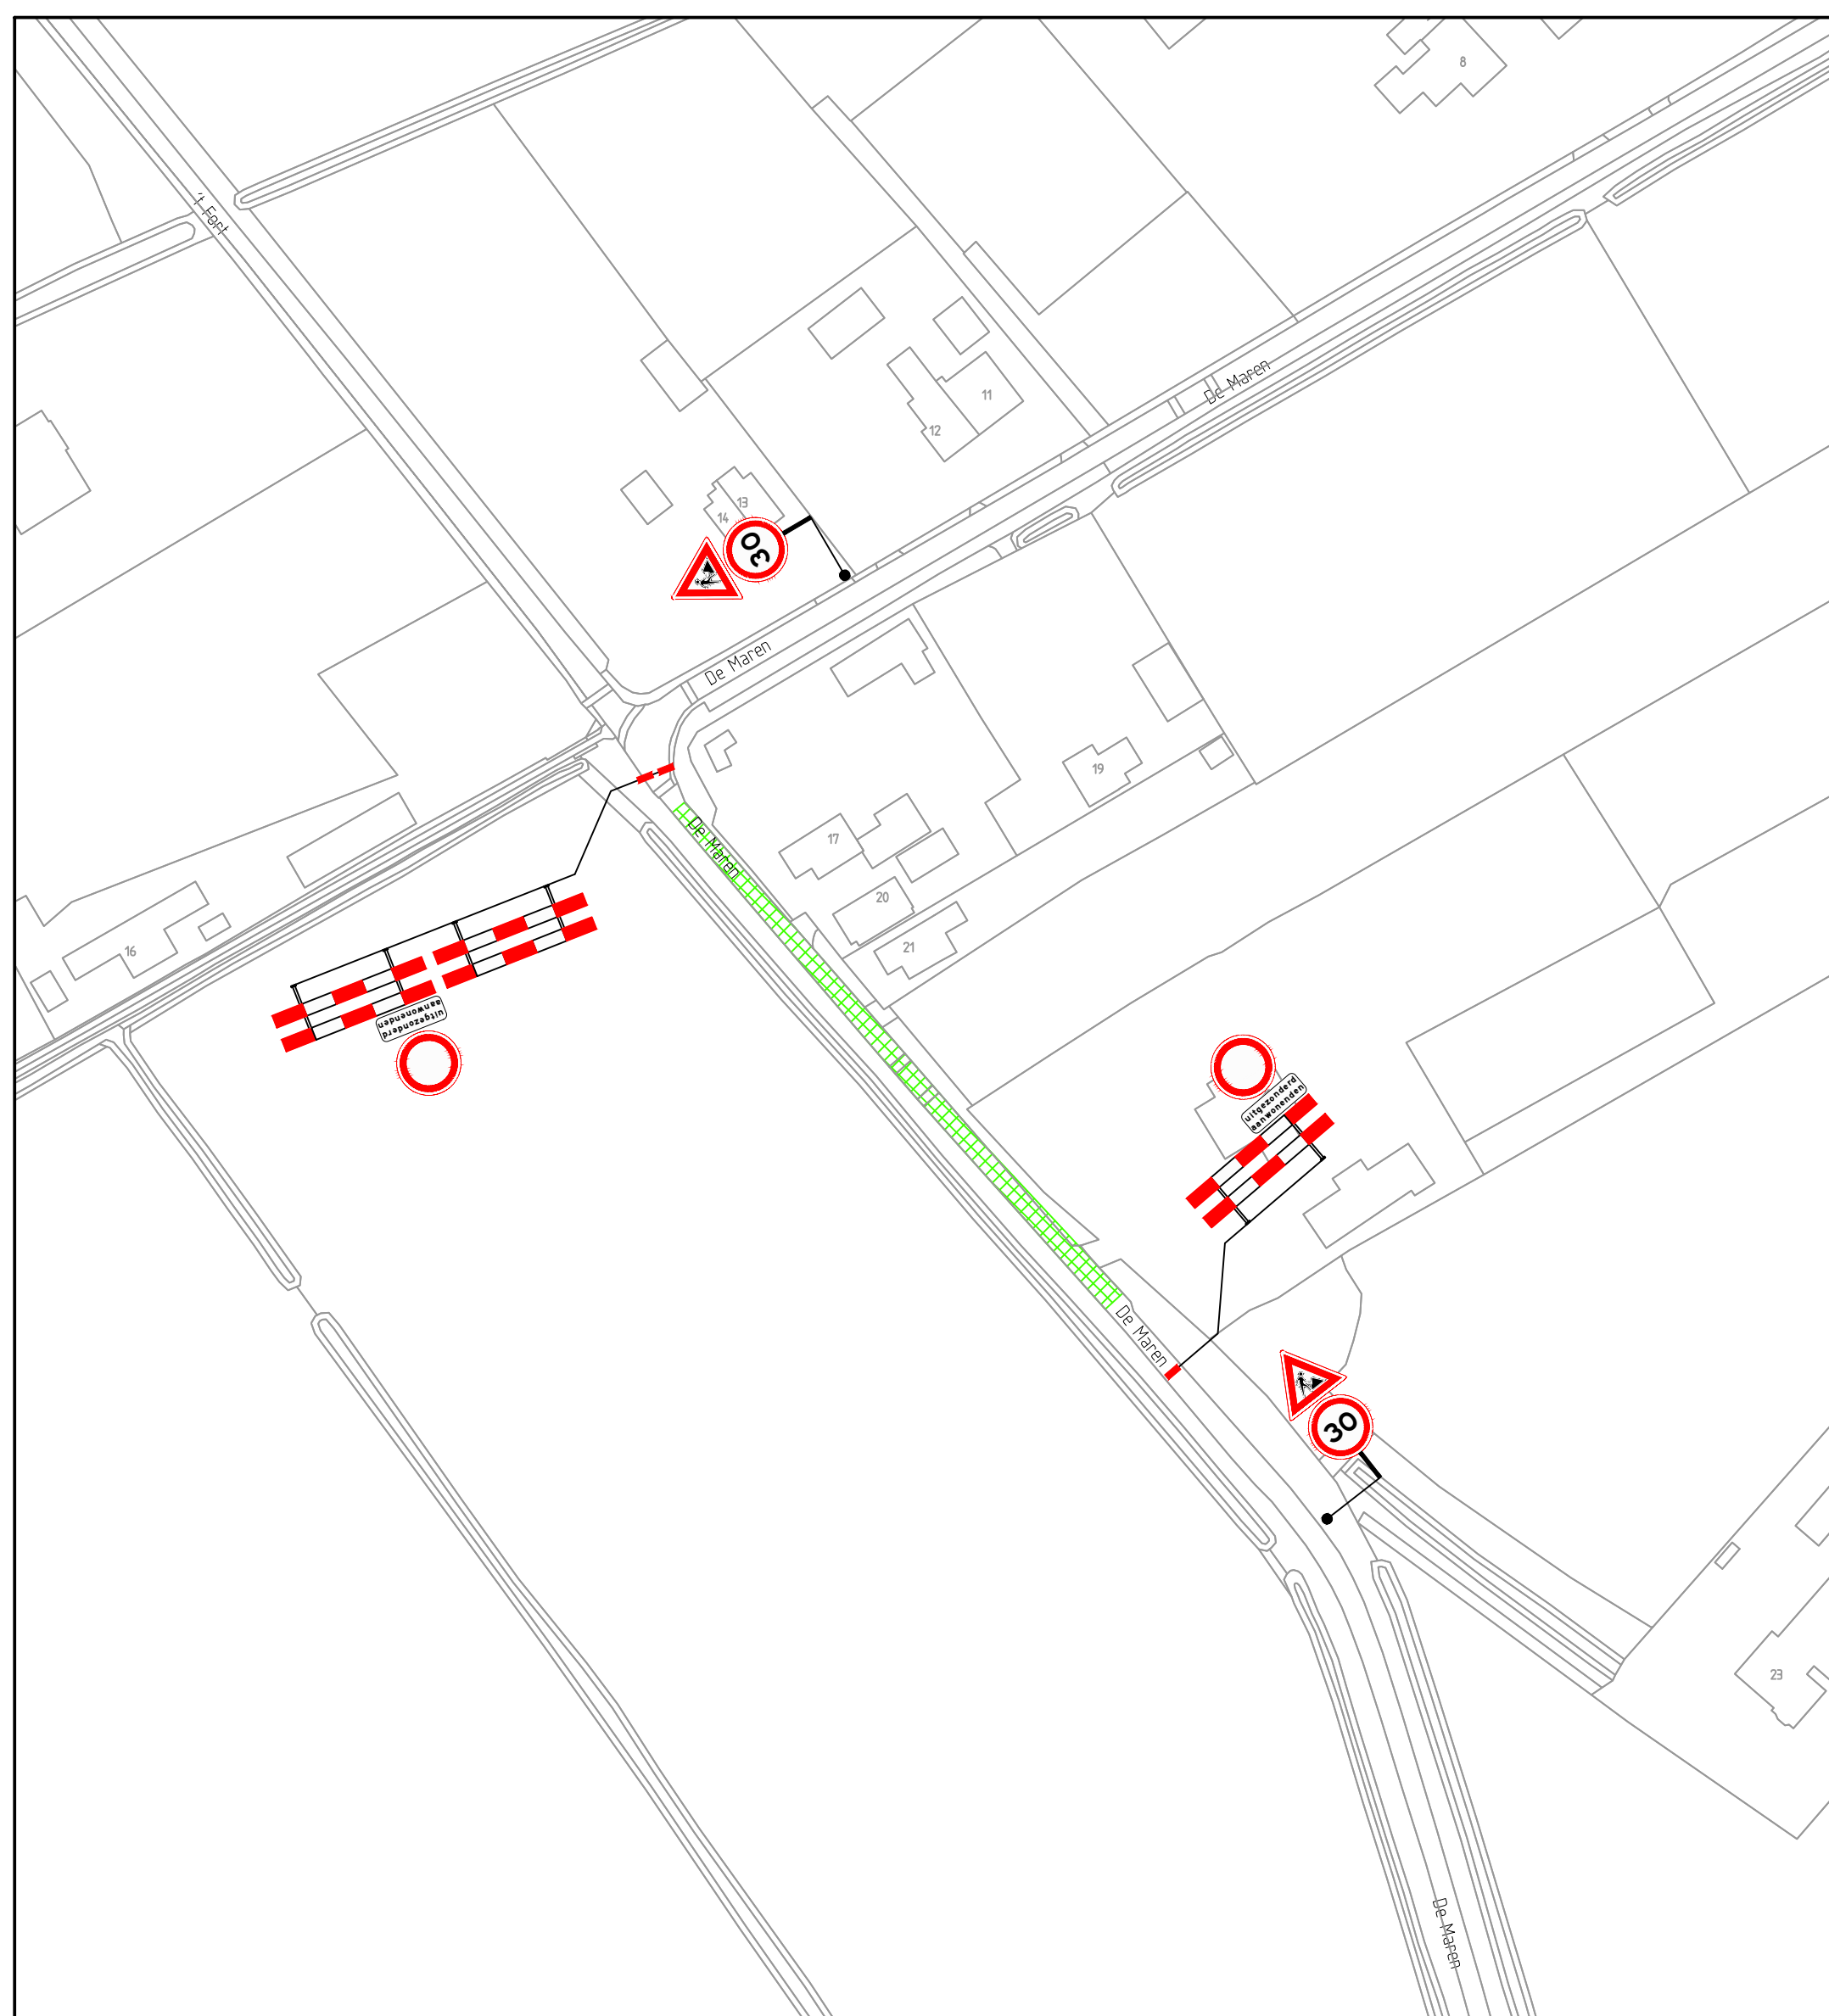 8
't Fort
De Maren
11
12
13
14
30
De Maren
19
De Maren
17
20
21
16
uitgezonderd
aanwonenden
uitgezonderd
aanwonenden
De Maren
30
23
De Maren